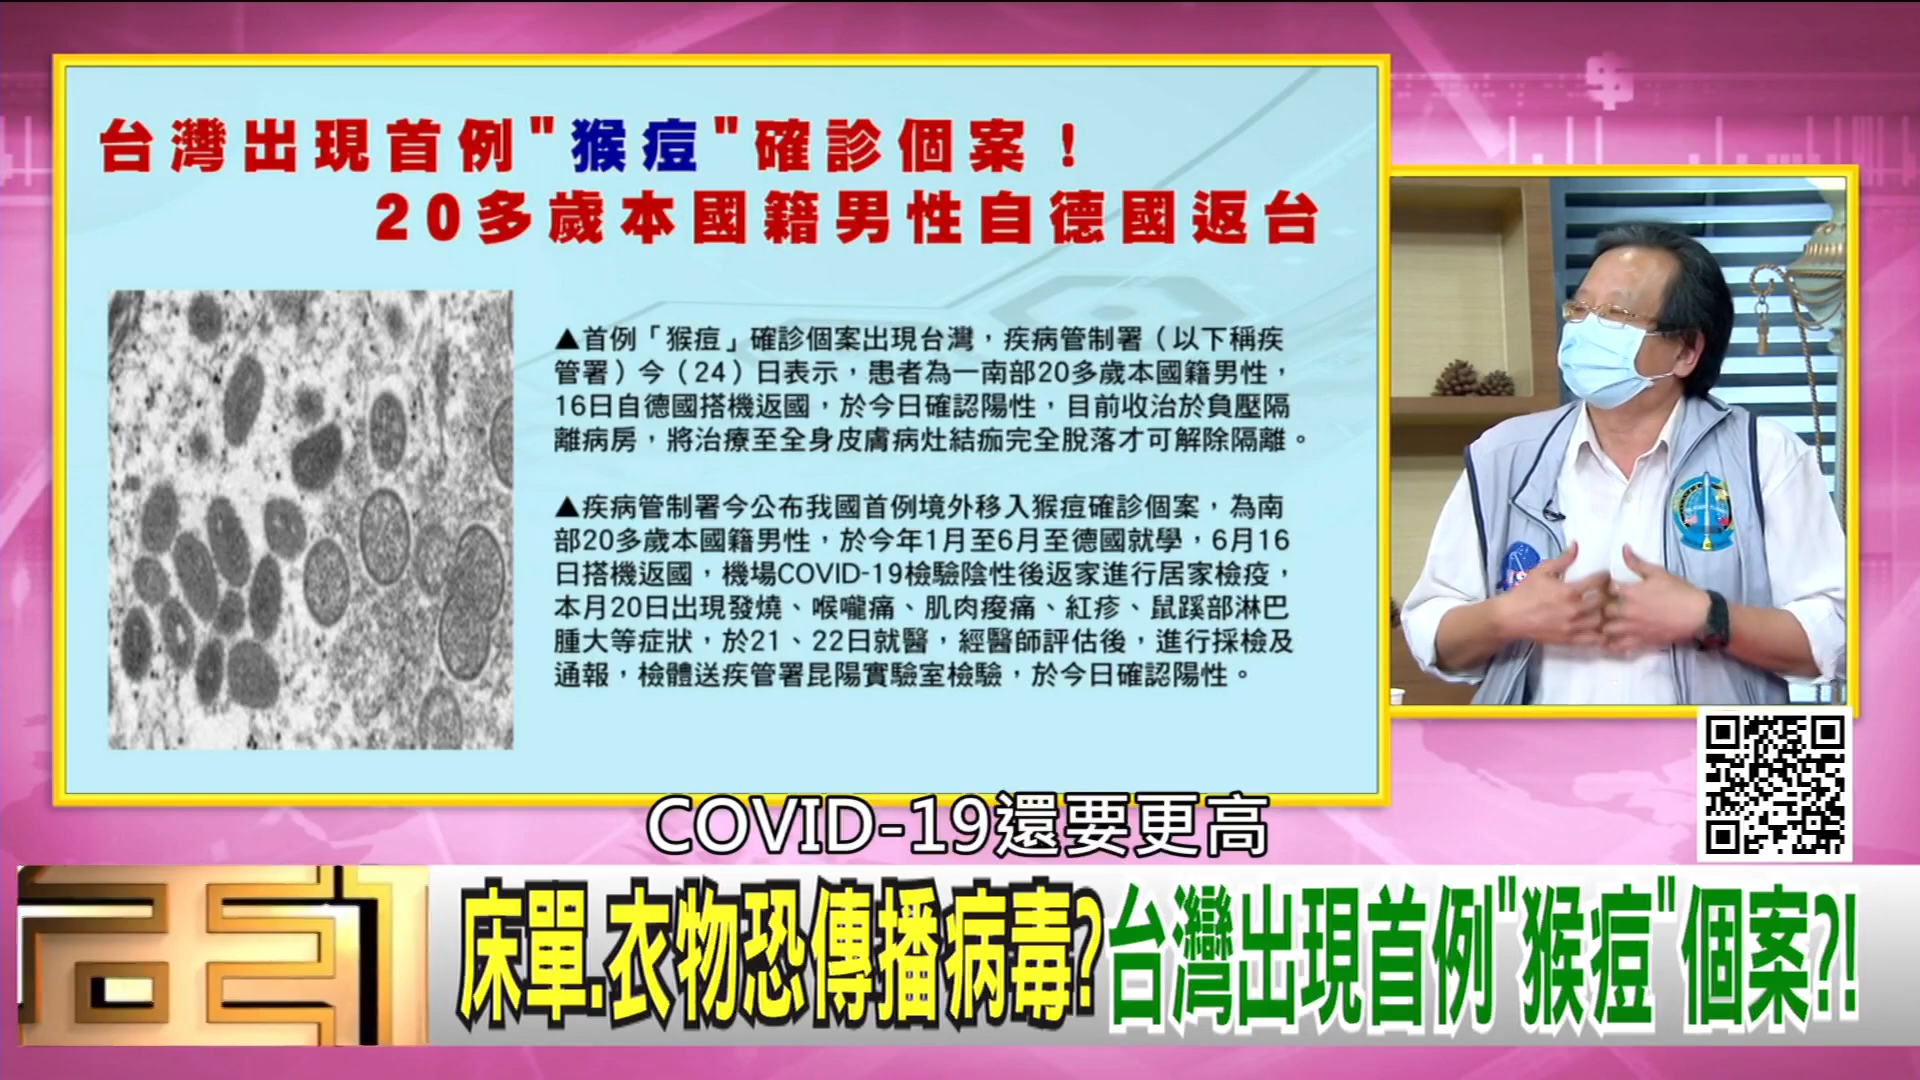 台灣出現首例"猴痘"確診個案！
20多歲本國籍男性自德國返台
▲首例「猴痘」確診個案出現台灣，疾病管制署（以下稱疾
管署）今（24）日表示，患者為一南部20多歲本國籍男性，
16日自德國搭機返國，於今日確認陽性，目前收治於負壓隔
離病房，將治療至全身皮膚病灶結痂完全脫落才可解除隔離。
▲疾病管制署今公布我國首例境外移入猴痘確診個案，為南
部20多歲本國籍男性，於今年1月至6月至德國就學，6月16
日搭機返國，機場COVID-19檢驗陰性後返家進行居家檢疫，
本月20日出現發燒、喉嚨痛、肌肉痠痛、紅疹、鼠蹊部淋巴
腫大等症狀，於21、22日就醫，經醫師評估後，進行採檢及
通報，檢體送疾管署昆陽實驗室檢驗，於今日確認陽性。
COVID-19還要更高
床單.衣物恐傳播病毒?台灣出現首例"猴痘"個案?!